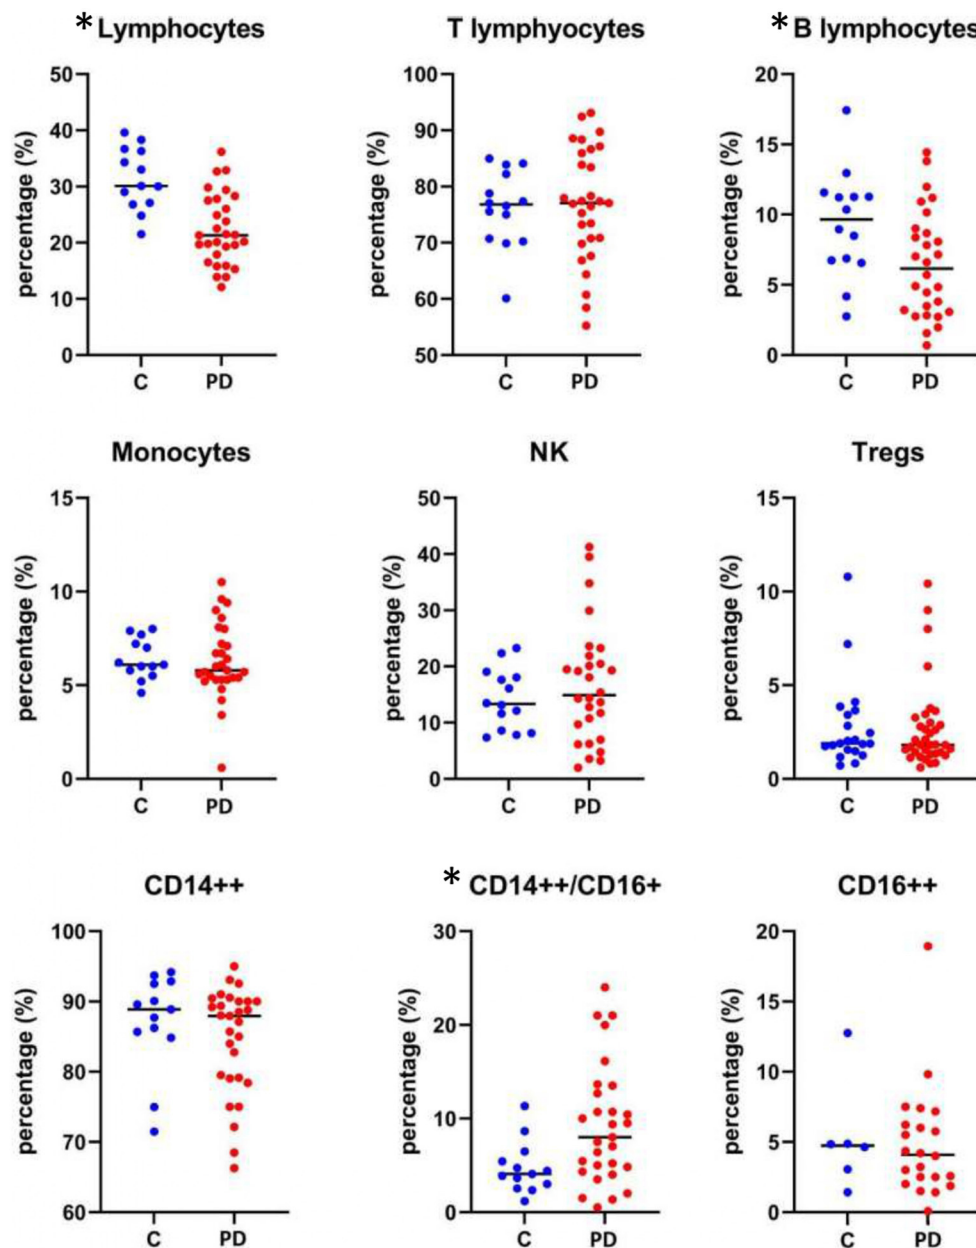 * Lymphocytes
T lymphyocytes
* B lymphocytes
percentage (%)
50
40
30
20
10
0
C PD
percentage (%)
100
90
80
70
60
50
C PD
percentage (%)
20
15
10
5
0
C PD
Monocytes
NK
Tregs
percentage (%)
15
10
5
0
C PD
percentage (%)
50
40
30
20
10
0
C PD
percentage (%)
15
10
5
0
C PD
CD14++
* CD14++/CD16+
CD16++
percentage (%)
100
90
80
70
60
C PD
percentage (%)
30
20
10
0
C PD
percentage (%)
20
15
10
5
0
C PD